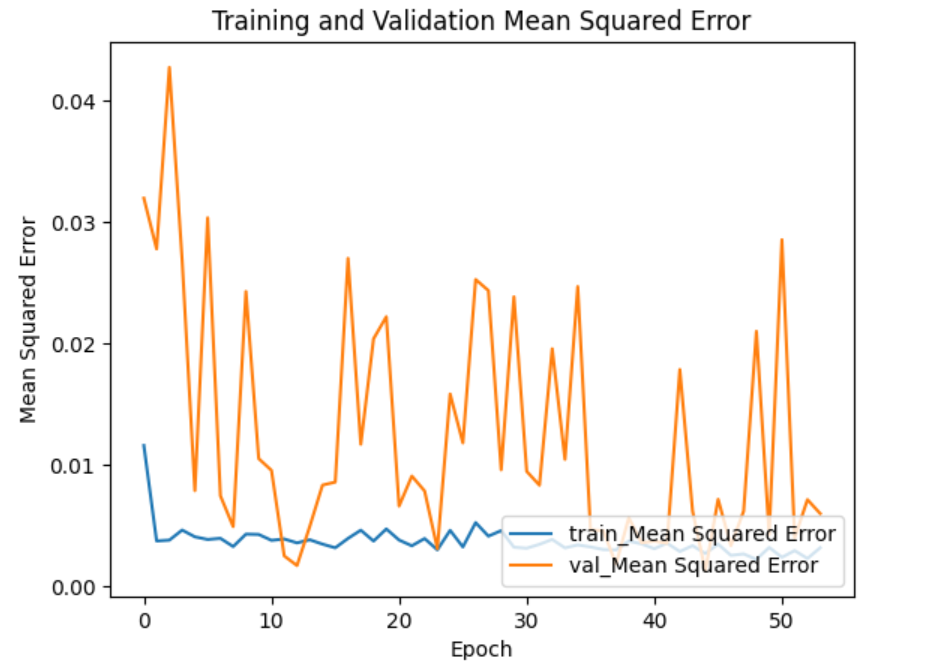 Training and Validation Mean Squared Error
Mean Squared Error
0.04
0.03
0.02
0.01
0.00
train_Mean Squared Error
val_Mean Squared Error
0 10 20 30 40 50
Epoch